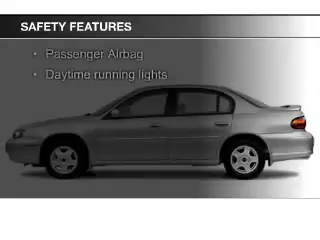 SAFETY FEATURES
• Passenger Airbag
• Daytime running lights